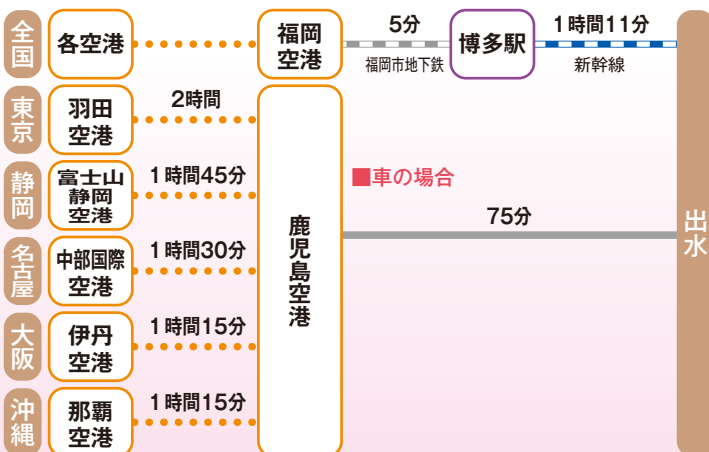 全国
各空港
福岡
空港
5分
福岡市地下鉄
博多駅
1時間11分
新幹線
東京
羽田
空港
2時間
静岡
富士山
静岡
空港
1時間45分
■車の場合
75分
鹿児島空港
出水
名古屋
中部国際
空港
1時間30分
大阪
伊丹
空港
1時間15分
沖縄
那覇
空港
1時間15分